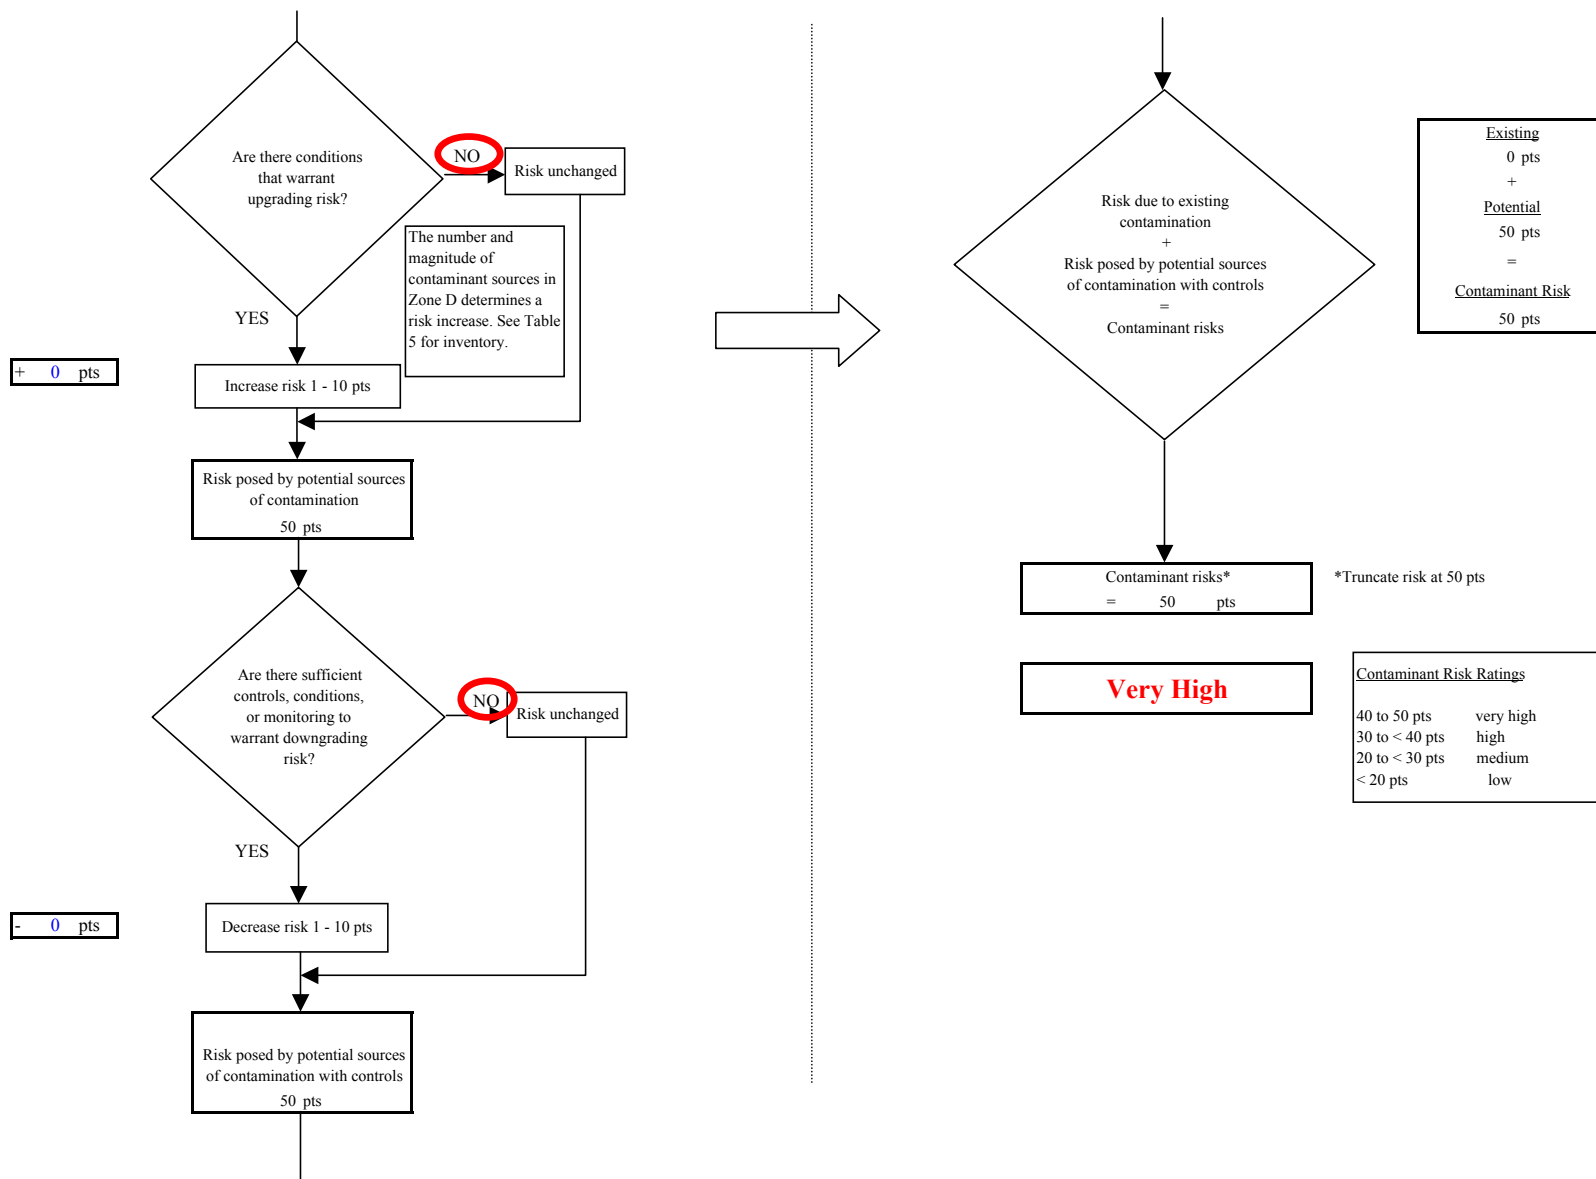 Are there conditions
that warrant
upgrading risk?
NO
Risk unchanged
The number and
magnitude of
contaminant sources in
Zone D determines a
risk increase. See Table
5 for inventory.
YES
+ 0 pts
Increase risk 1 - 10 pts
Risk posed by potential sources
of contamination
50 pts
Are there sufficient
controls, conditions,
or monitoring to
warrant downgrading
risk?
NO
Risk unchanged
YES
- 0 pts
Decrease risk 1 - 10 pts
Risk posed by potential sources
of contamination with controls
50 pts
Risk due to existing
contamination
+
Risk posed by potential sources
of contamination with controls
=
Contaminant risks
Existing
0 pts
+
Potential
50 pts
=
Contaminant Risk
50 pts
Contaminant risks*
= 50 pts
*Truncate risk at 50 pts
Very High
Contaminant Risk Ratings
40 to 50 pts very high
30 to < 40 pts high
20 to < 30 pts medium
< 20 pts low